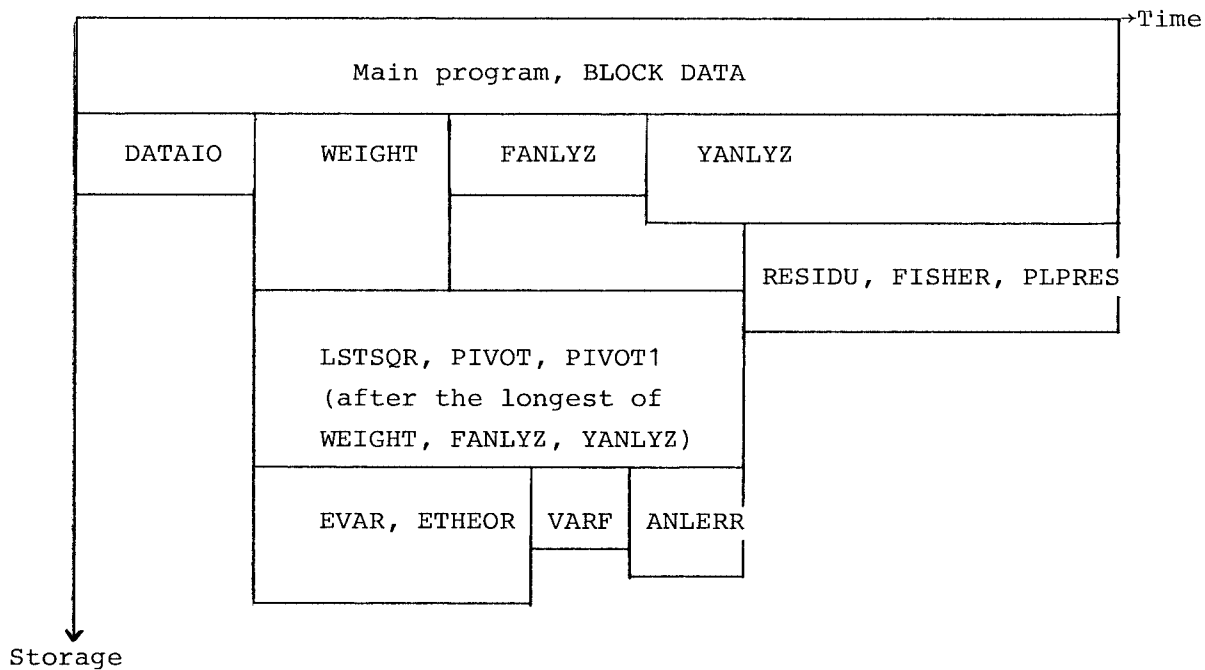 →Time
Main program, BLOCK DATA
DATAIO WEIGHT FANLYZ YANLYZ
RESIDU, FISHER, PLPRES
LSTSQR, PIVOT, PIVOT1
(after the longest of
WEIGHT, FANLYZ, YANLYZ)
EVAR, ETHEOR VARF ANLERR
Storage